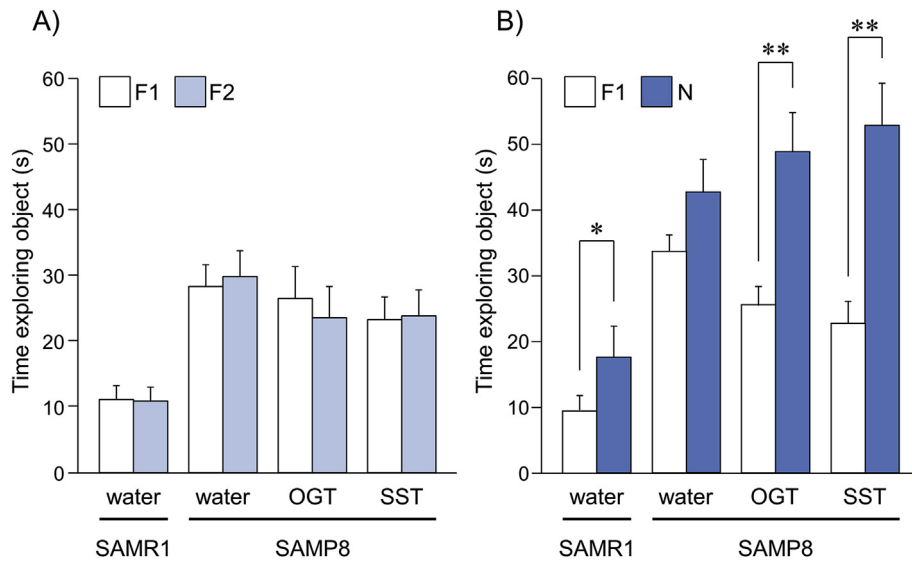 A)
F1 F2
Time exploring object (s)
60
50
40
30
20
10
0
water water OGT SST
SAMR1 SAMP8
B)
F1 N
Time exploring object (s)
60
50
40
30
20
10
0
*
**
**
water water OGT SST
SAMR1 SAMP8